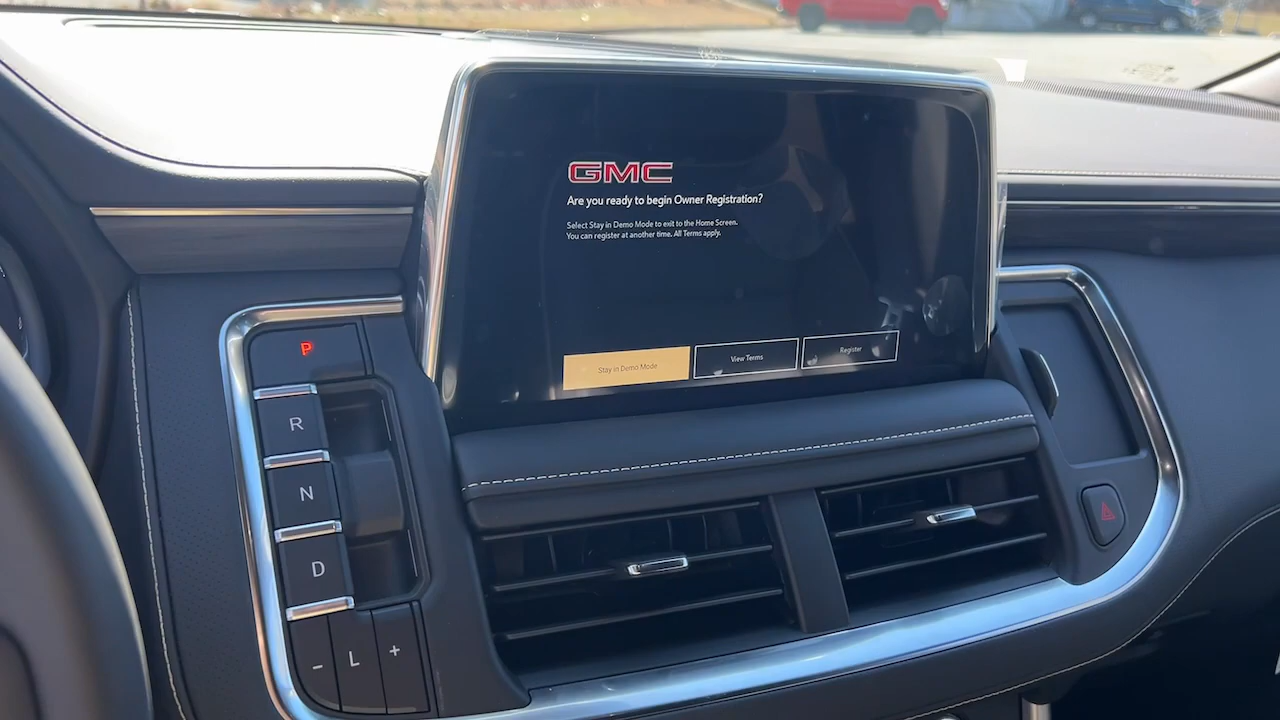 GMC
Are you ready to begin Owner Registration?
Select Stay in Demo Mode to exit to the Home Screen.
You can register at another time. All Terms apply.
Stay in Demo Mode
View Terms
Register
P
R
N
D
− L +